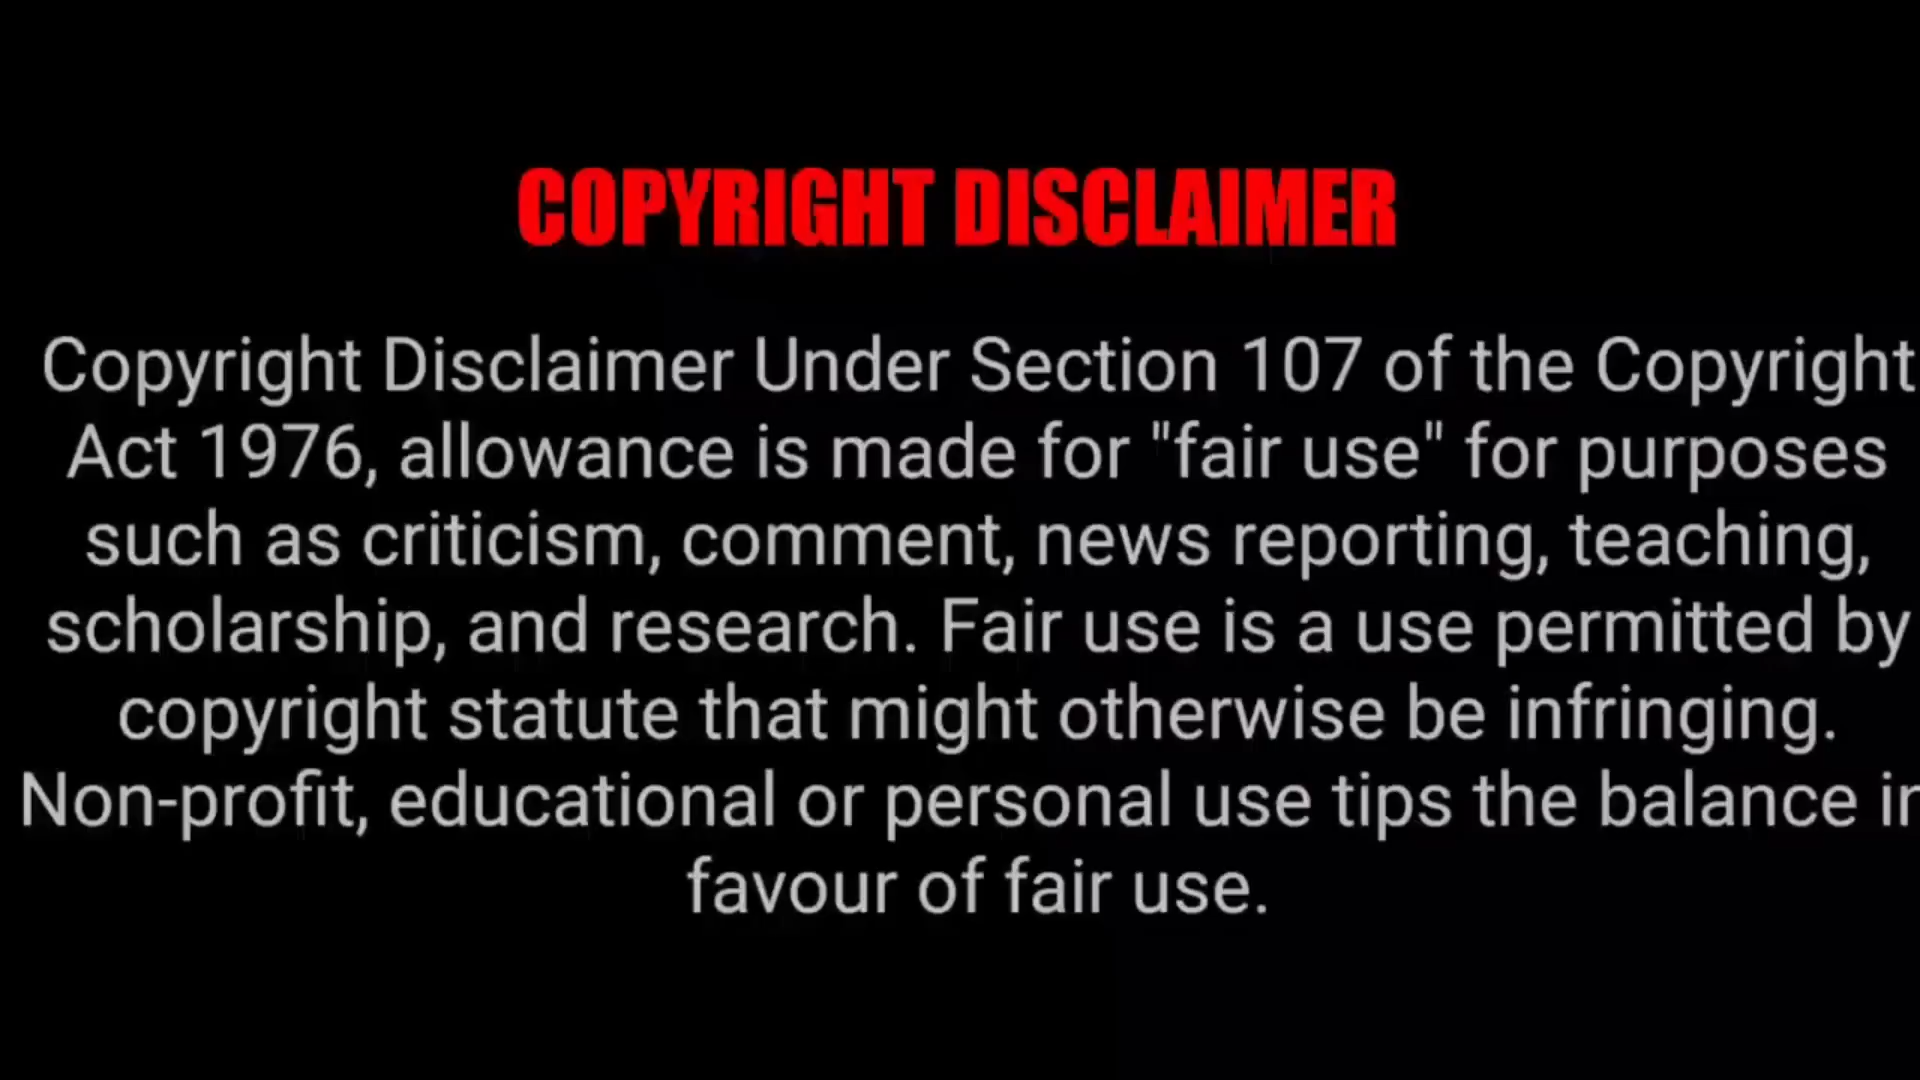 COPYRIGHT DISCLAIMER
Copyright Disclaimer Under Section 107 of the Copyright
Act 1976, allowance is made for "fair use" for purposes
such as criticism, comment, news reporting, teaching,
scholarship, and research. Fair use is a use permitted by
copyright statute that might otherwise be infringing.
Non-profit, educational or personal use tips the balance in
favour of fair use.